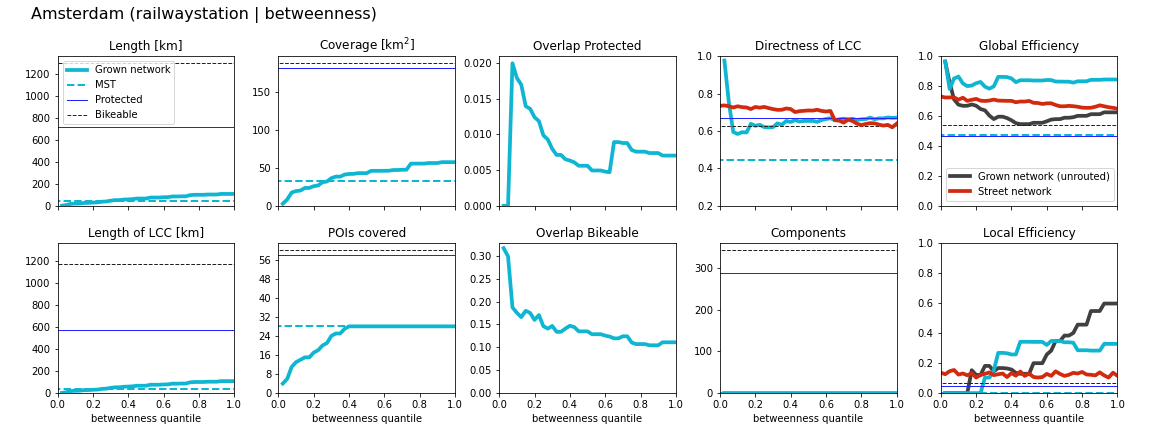 Amsterdam (railwaystation | betweenness)
Length [km]
1200
1000
800
600
400
200
0
Grown network
MST
Protected
Bikeable
Coverage [km²]
150
100
50
0
Overlap Protected
0.020
0.015
0.010
0.005
0.000
Directness of LCC
1.0
0.8
0.6
0.4
0.2
Global Efficiency
1.0
0.8
0.6
0.4
0.2
0.0
Grown network (unrouted)
Street network
Length of LCC [km]
1200
1000
800
600
400
200
0
0.0 0.2 0.4 0.6 0.8 1.0
betweenness quantile
POIs covered
56
48
40
32
24
16
8
0.0 0.2 0.4 0.6 0.8 1.0
betweenness quantile
Overlap Bikeable
0.30
0.25
0.20
0.15
0.10
0.05
0.00
0.0 0.2 0.4 0.6 0.8 1.0
betweenness quantile
Components
300
200
100
0
0.0 0.2 0.4 0.6 0.8 1.0
betweenness quantile
Local Efficiency
1.0
0.8
0.6
0.4
0.2
0.0
0.0 0.2 0.4 0.6 0.8 1.0
betweenness quantile